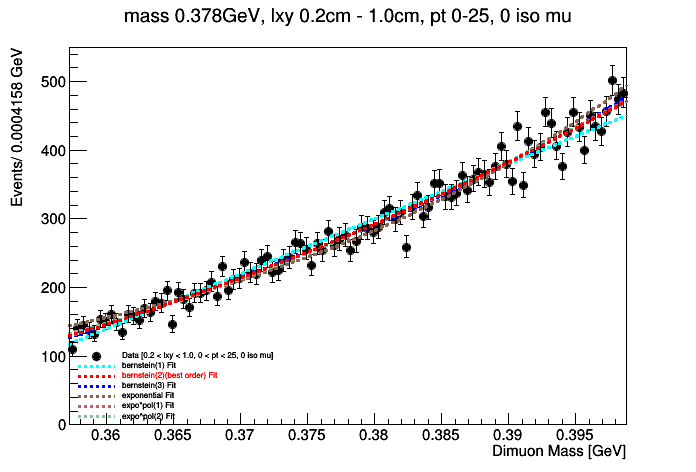 mass 0.378GeV, lxy 0.2cm - 1.0cm, pt 0-25, 0 iso mu
Events/ 0.0004158 GeV
500
400
300
200
100
0
Data [0.2 < lxy < 1.0, 0 < pt < 25, 0 iso mu]
bernstein(1) Fit
bernstein(2)(best order) Fit
bernstein(3) Fit
exponential Fit
expo*pol(1) Fit
expo*pol(2) Fit
0.36 0.365 0.37 0.375 0.38 0.385 0.39 0.395
Dimuon Mass [GeV]